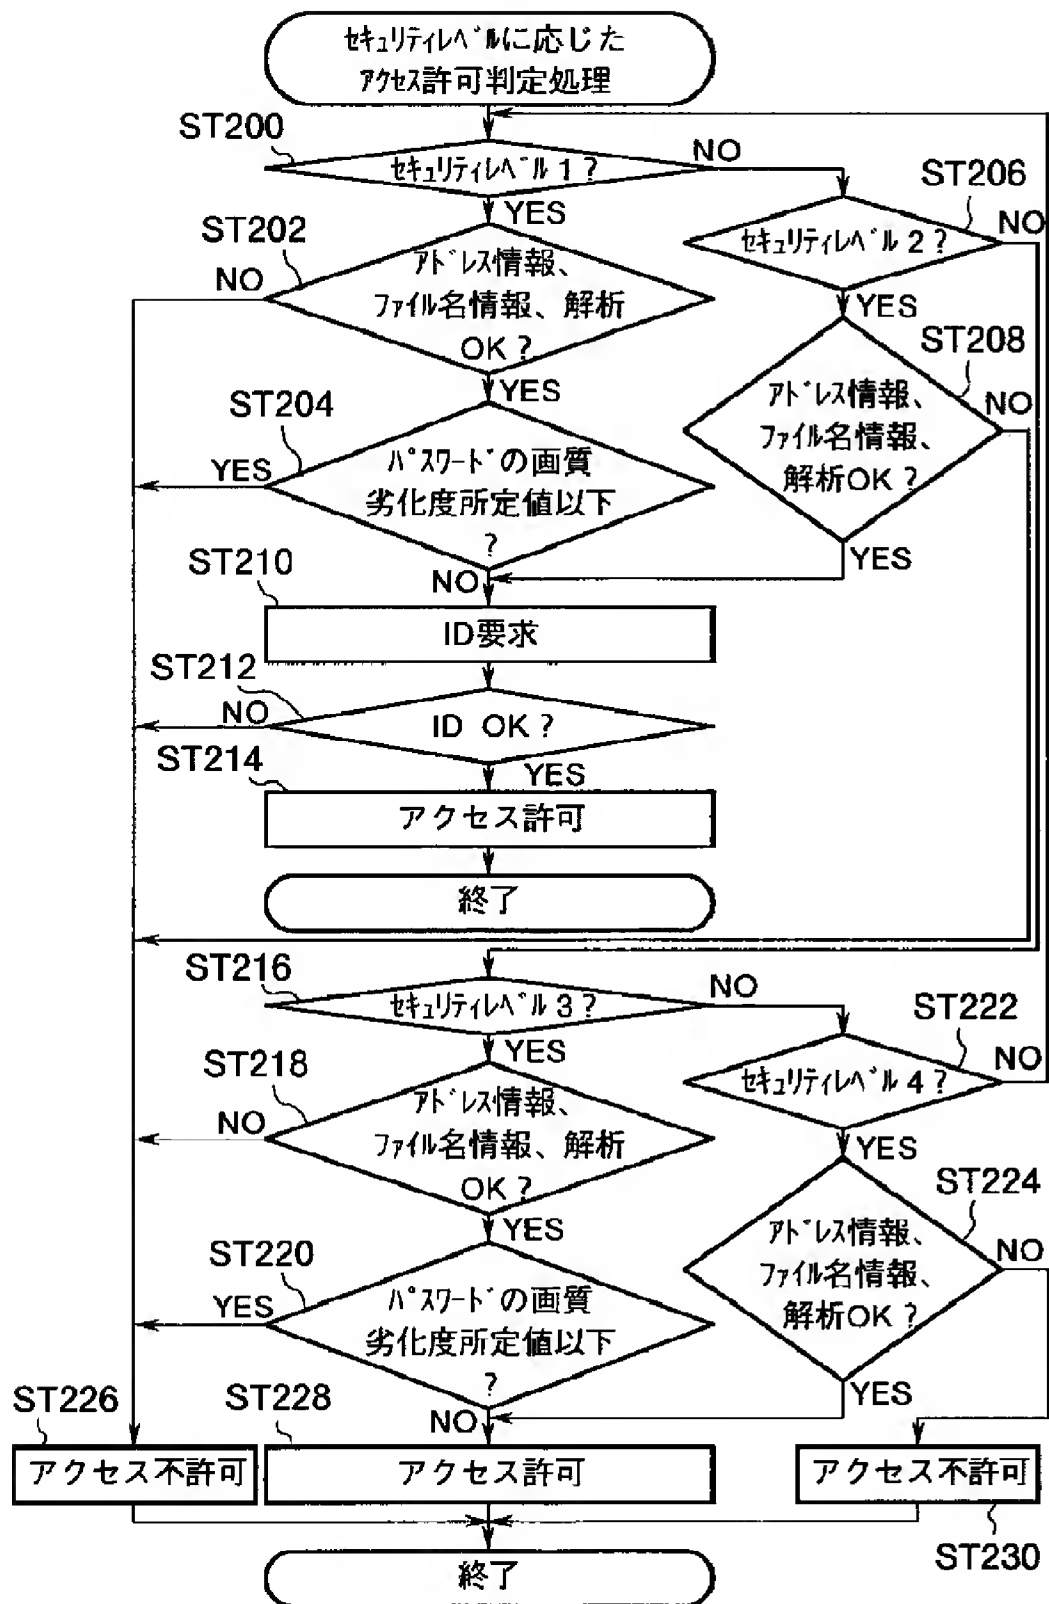 セキュリティレベルに応じた
アクセス許可判定処理
ST200
セキュリティレベル1?
NO
YES
ST206
セキュリティレベル2?
NO
YES
ST202
アドレス情報、
ファイル名情報、解析
OK?
NO
YES
ST208
アドレス情報、
ファイル名情報、
解析OK?
NO
YES
ST204
パスワードの画質
劣化度所定値以下
?
YES
NO
ST210
ID要求
ST212
ID OK?
NO
YES
ST214
アクセス許可
終了
ST216
セキュリティレベル3?
NO
YES
ST222
セキュリティレベル4?
NO
YES
ST218
アドレス情報、
ファイル名情報、解析
OK?
NO
YES
ST224
アドレス情報、
ファイル名情報、
解析OK?
NO
YES
ST220
パスワードの画質
劣化度所定値以下
?
YES
NO
ST226
アクセス不許可
ST228
アクセス許可
アクセス不許可
ST230
終了